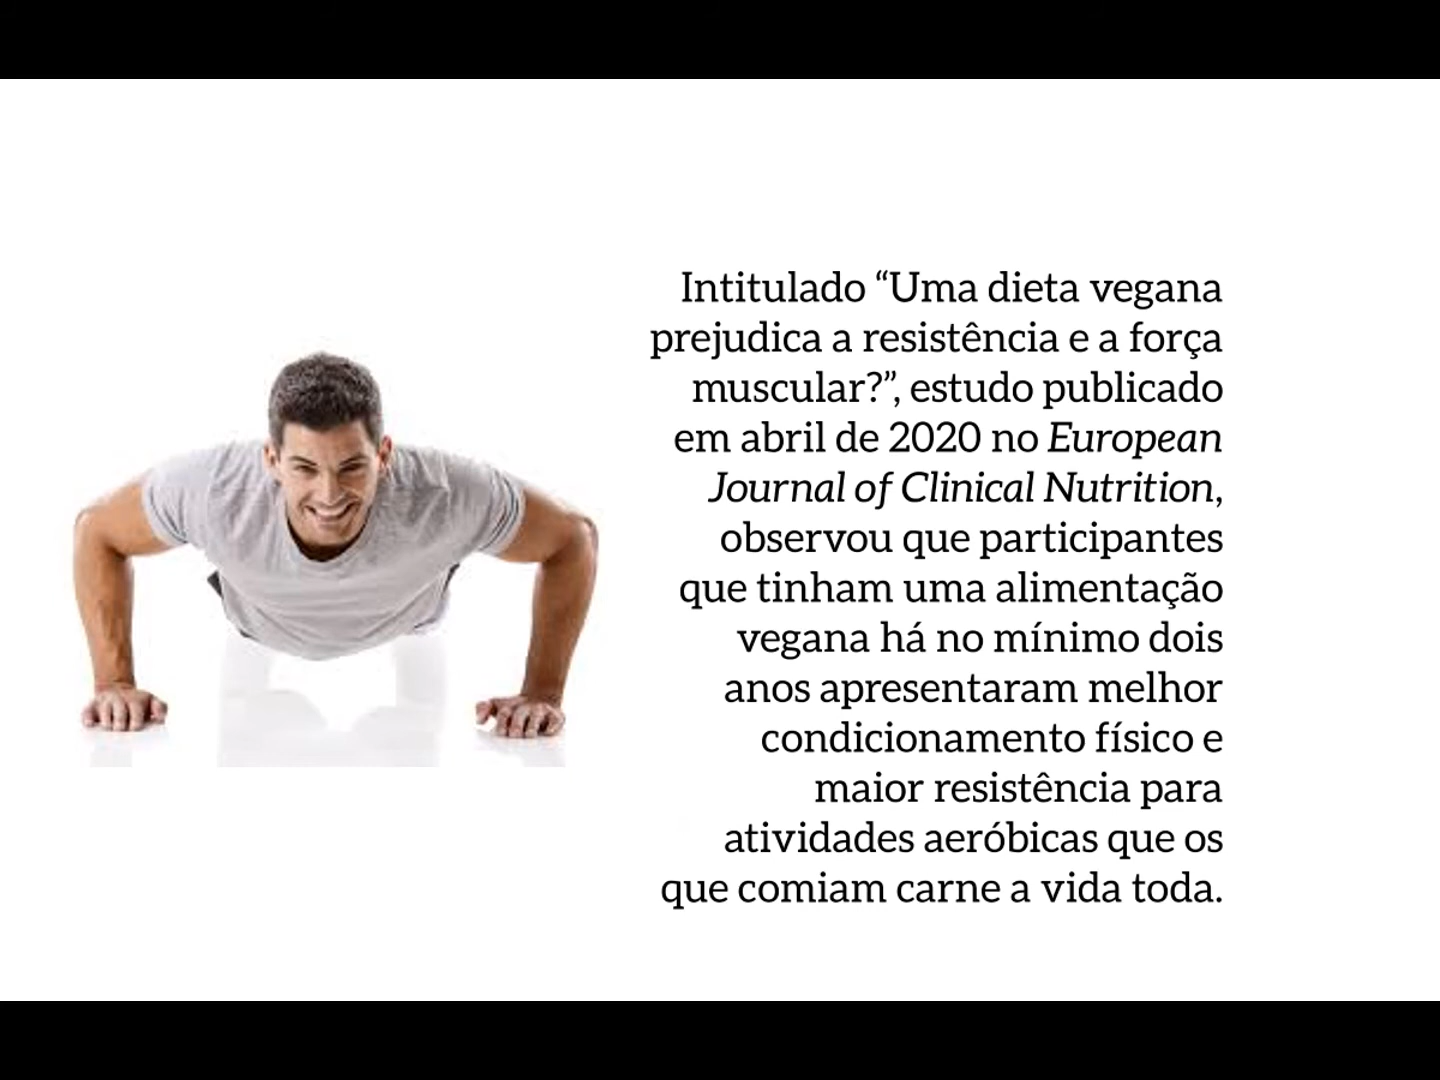 Intitulado “Uma dieta vegana
prejudica a resistência e a força
muscular?”, estudo publicado
em abril de 2020 no European
Journal of Clinical Nutrition,
observou que participantes
que tinham uma alimentação
vegana há no mínimo dois
anos apresentaram melhor
condicionamento físico e
maior resistência para
atividades aeróbicas que os
que comiam carne a vida toda.